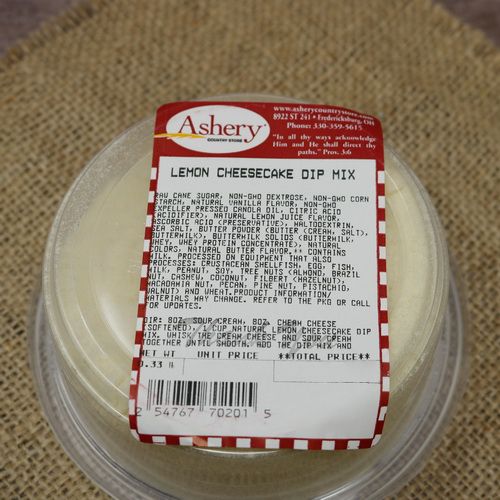 Ashery
COUNTRY STORE
www.asherycountrystore.com
8922 ST 241 • Fredericksburg, OH
Phone: 330-359-5615
"In all thy ways acknowledge
Him and He shall direct thy
paths." Prov. 3:6
LEMON CHEESECAKE DIP MIX
RAW CANE SUGAR, NON-GMO DEXTROSE, NON-GMO CORN
STARCH, NATURAL VANILLA FLAVOR, NON-GMO
EXPELLER PRESSED CANOLA OIL, CITRIC ACID
(ACIDIFIER), NATURAL LEMON JUICE FLAVOR,
ASCORBIC ACID (PRESERVATIVE), MALTODEXTRIN,
SEA SALT, BUTTER POWDER (BUTTER (CREAM, SALT),
BUTTERMILK), BUTTERMILK SOLIDS (BUTTERMILK,
WHEY, WHEY PROTEIN CONCENTRATE), NATURAL
COLORS, NATURAL BUTTER FLAVOR.** CONTAINS
MILK. PROCESSED ON EQUIPMENT THAT ALSO
PROCESSES: CRUSTACEAN SHELLFISH, EGG, FISH,
MILK, PEANUT, SOY, TREE NUTS (ALMOND, BRAZIL
NUT, CASHEW, COCONUT, FILBERT (HAZELNUT),
MACADAMIA NUT, PECAN, PINE NUT, PISTACHIO,
WALNUT) AND WHEAT.PRODUCT INFORMATION/
MATERIALS MAY CHANGE. REFER TO THE PKG OR CALL
FOR UPDATES.
DIR: 8OZ. SOUR CREAM, 8OZ. CREAM CHEESE
(SOFTENED), 1 CUP NATURAL LEMON CHEESECAKE DIP
MIX. WHISK THE CREAM CHEESE AND SOUR CREAM
TOGETHER UNTIL SMOOTH. ADD THE DIP MIX AND
NET WT UNIT PRICE **TOTAL PRICE**
0.33 lb
2 54767 70201 5